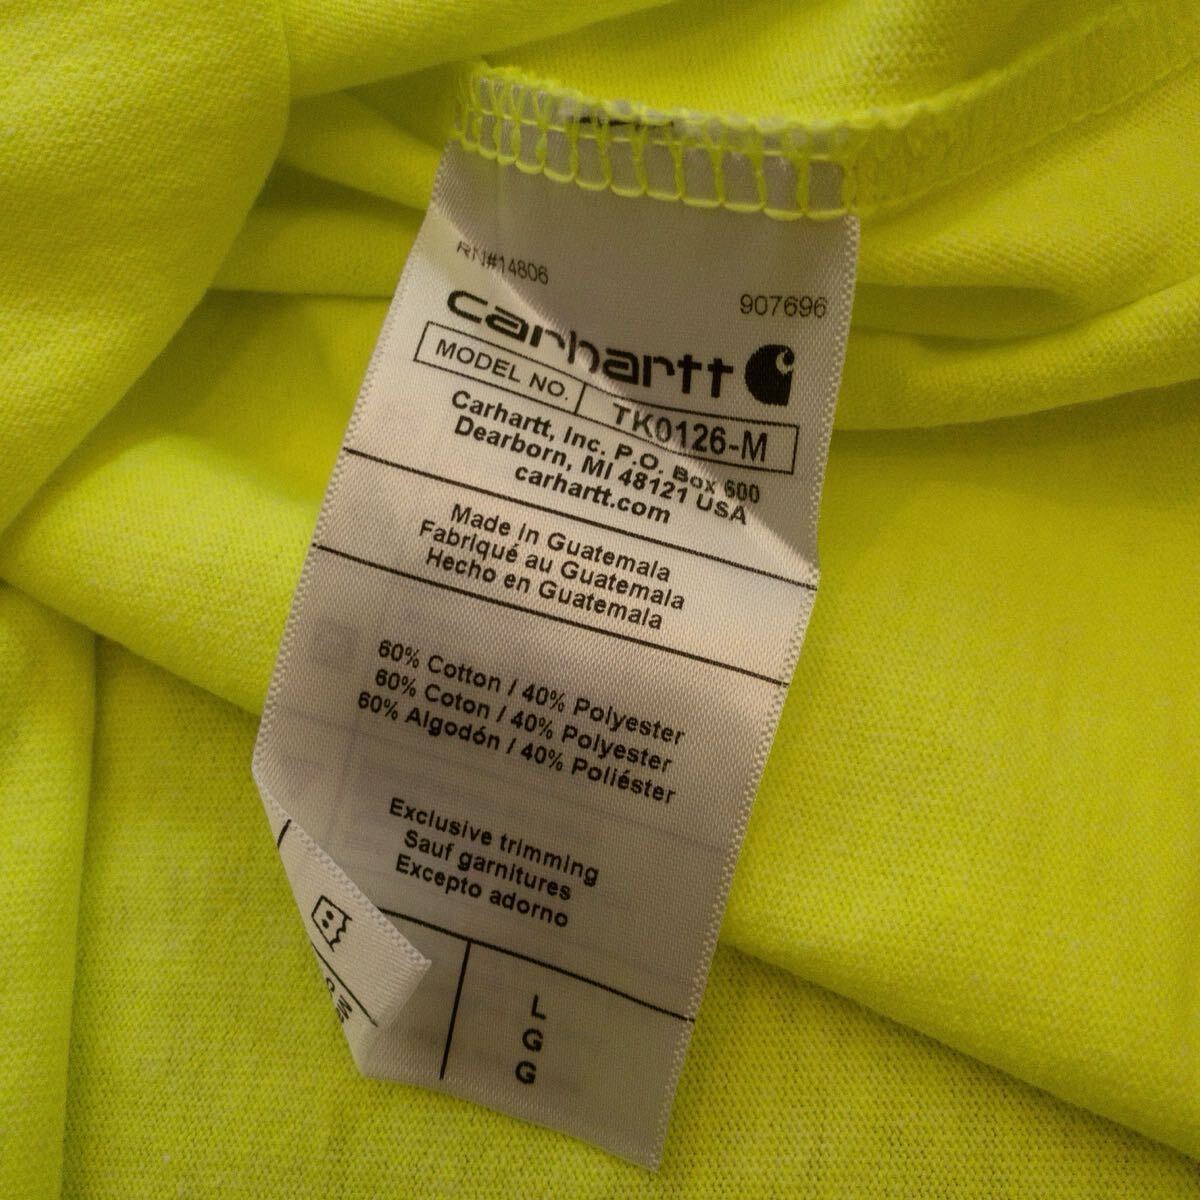 RN#14806
907696
carhartt
MODEL NO. TK0126-M
Carhartt, Inc. P.O. Box 600
Dearborn, MI 48121 USA
carhartt.com
Made in Guatemala
Fabriqué au Guatemala
Hecho en Guatemala
60% Cotton / 40% Polyester
60% Coton / 40% Polyester
60% Algodón / 40% Poliéster
Exclusive trimming
Sauf garnitures
Excepto adorno
L
G
G